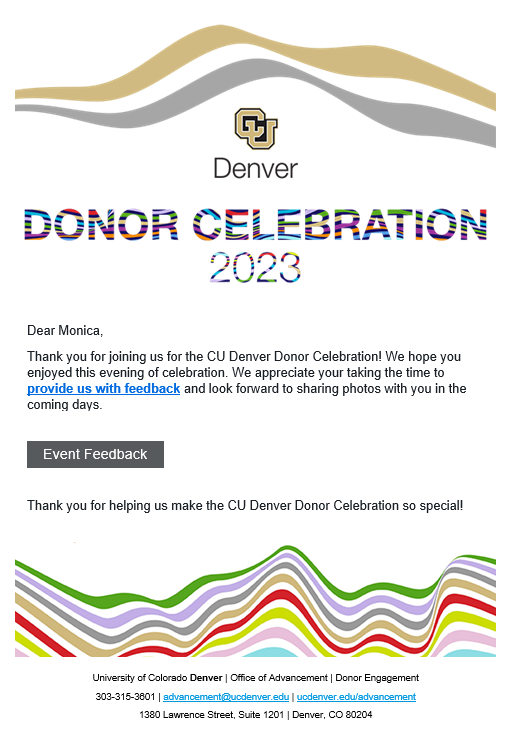 CU
Denver
DONOR CELEBRATION
2023
Dear Monica,
Thank you for joining us for the CU Denver Donor Celebration! We hope you
enjoyed this evening of celebration. We appreciate your taking the time to
provide us with feedback and look forward to sharing photos with you in the
coming days.
Event Feedback
Thank you for helping us make the CU Denver Donor Celebration so special!
University of Colorado Denver | Office of Advancement | Donor Engagement
303-315-3601 | advancement@ucdenver.edu | ucdenver.edu/advancement
1380 Lawrence Street, Suite 1201 | Denver, CO 80204